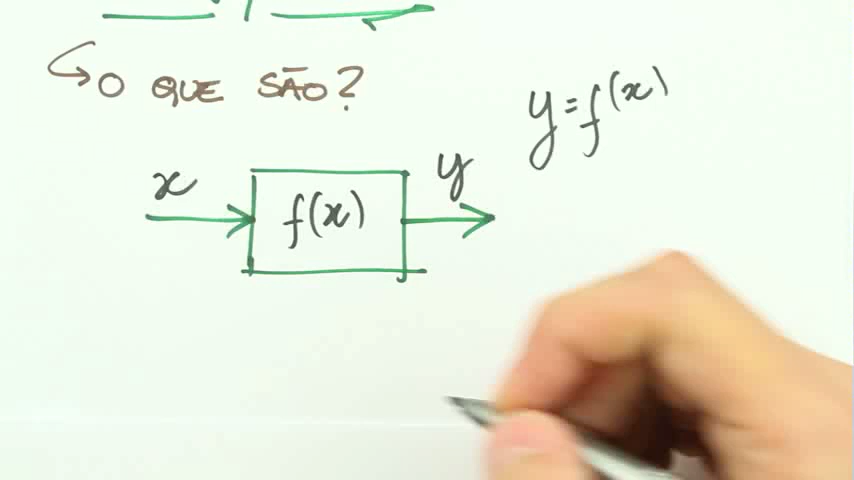 O QUE SÃO?
y=f(x)
x
f(x)
y